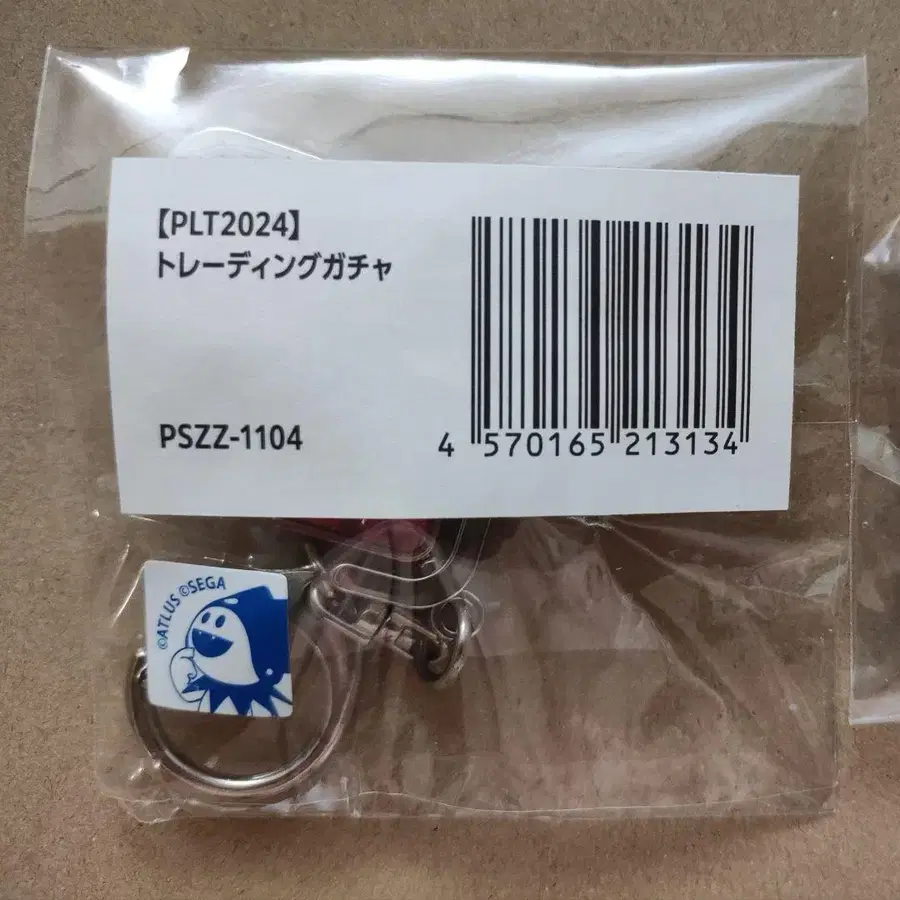 【PLT2024】
トレーディングガチャ
PSZZ-1104
4 570165 213134
©ATLUS ©SEGA